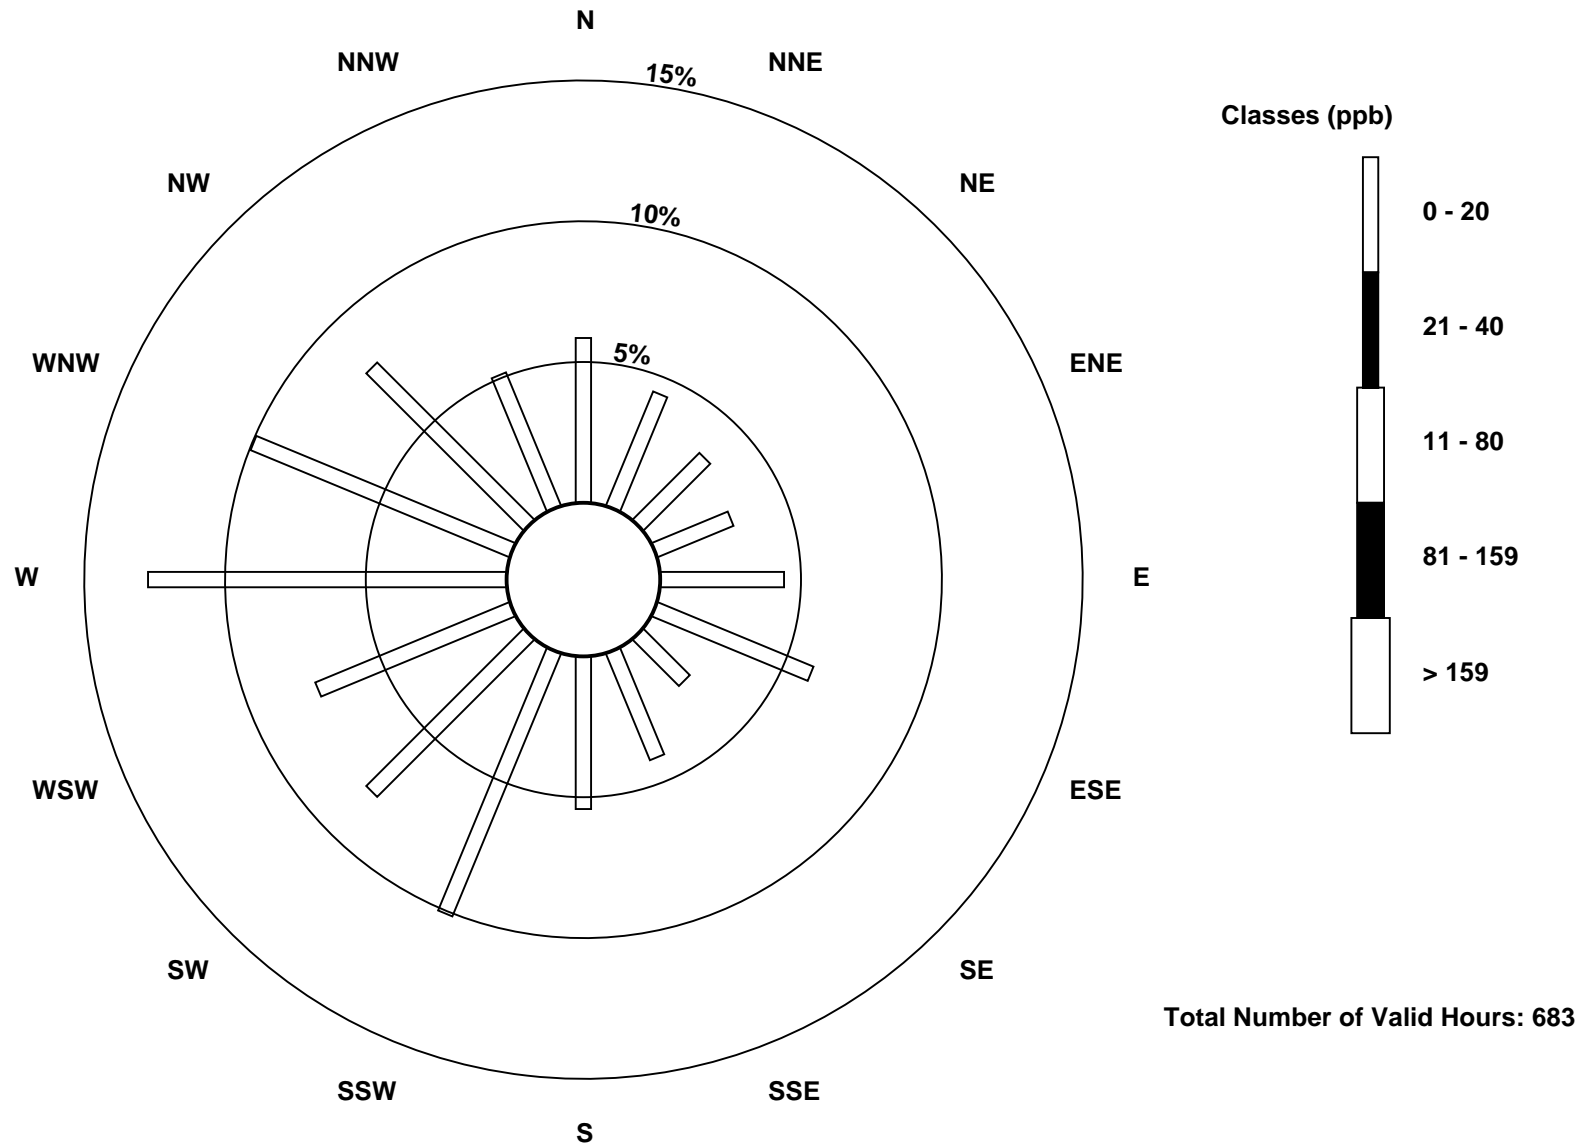 N
NNW
NNE
15%
Classes (ppb)
NW
NE
10%
0 - 20
21 - 40
5%
WNW
ENE
11 - 80
81 - 159
W
E
> 159
WSW
ESE
SW
SE
Total Number of Valid Hours: 683
SSW
SSE
S